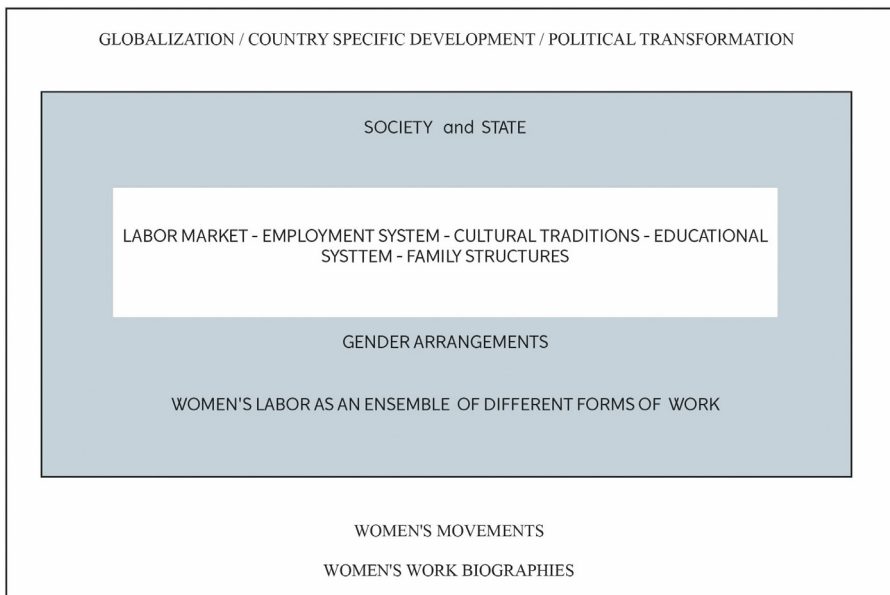 GLOBALIZATION / COUNTRY SPECIFIC DEVELOPMENT / POLITICAL TRANSFORMATION
SOCIETY and STATE
LABOR MARKET - EMPLOYMENT SYSTEM - CULTURAL TRADITIONS - EDUCATIONAL
SYSTTEM - FAMILY STRUCTURES
GENDER ARRANGEMENTS
WOMEN'S LABOR AS AN ENSEMBLE OF DIFFERENT FORMS OF WORK
WOMEN'S MOVEMENTS
WOMEN'S WORK BIOGRAPHIES